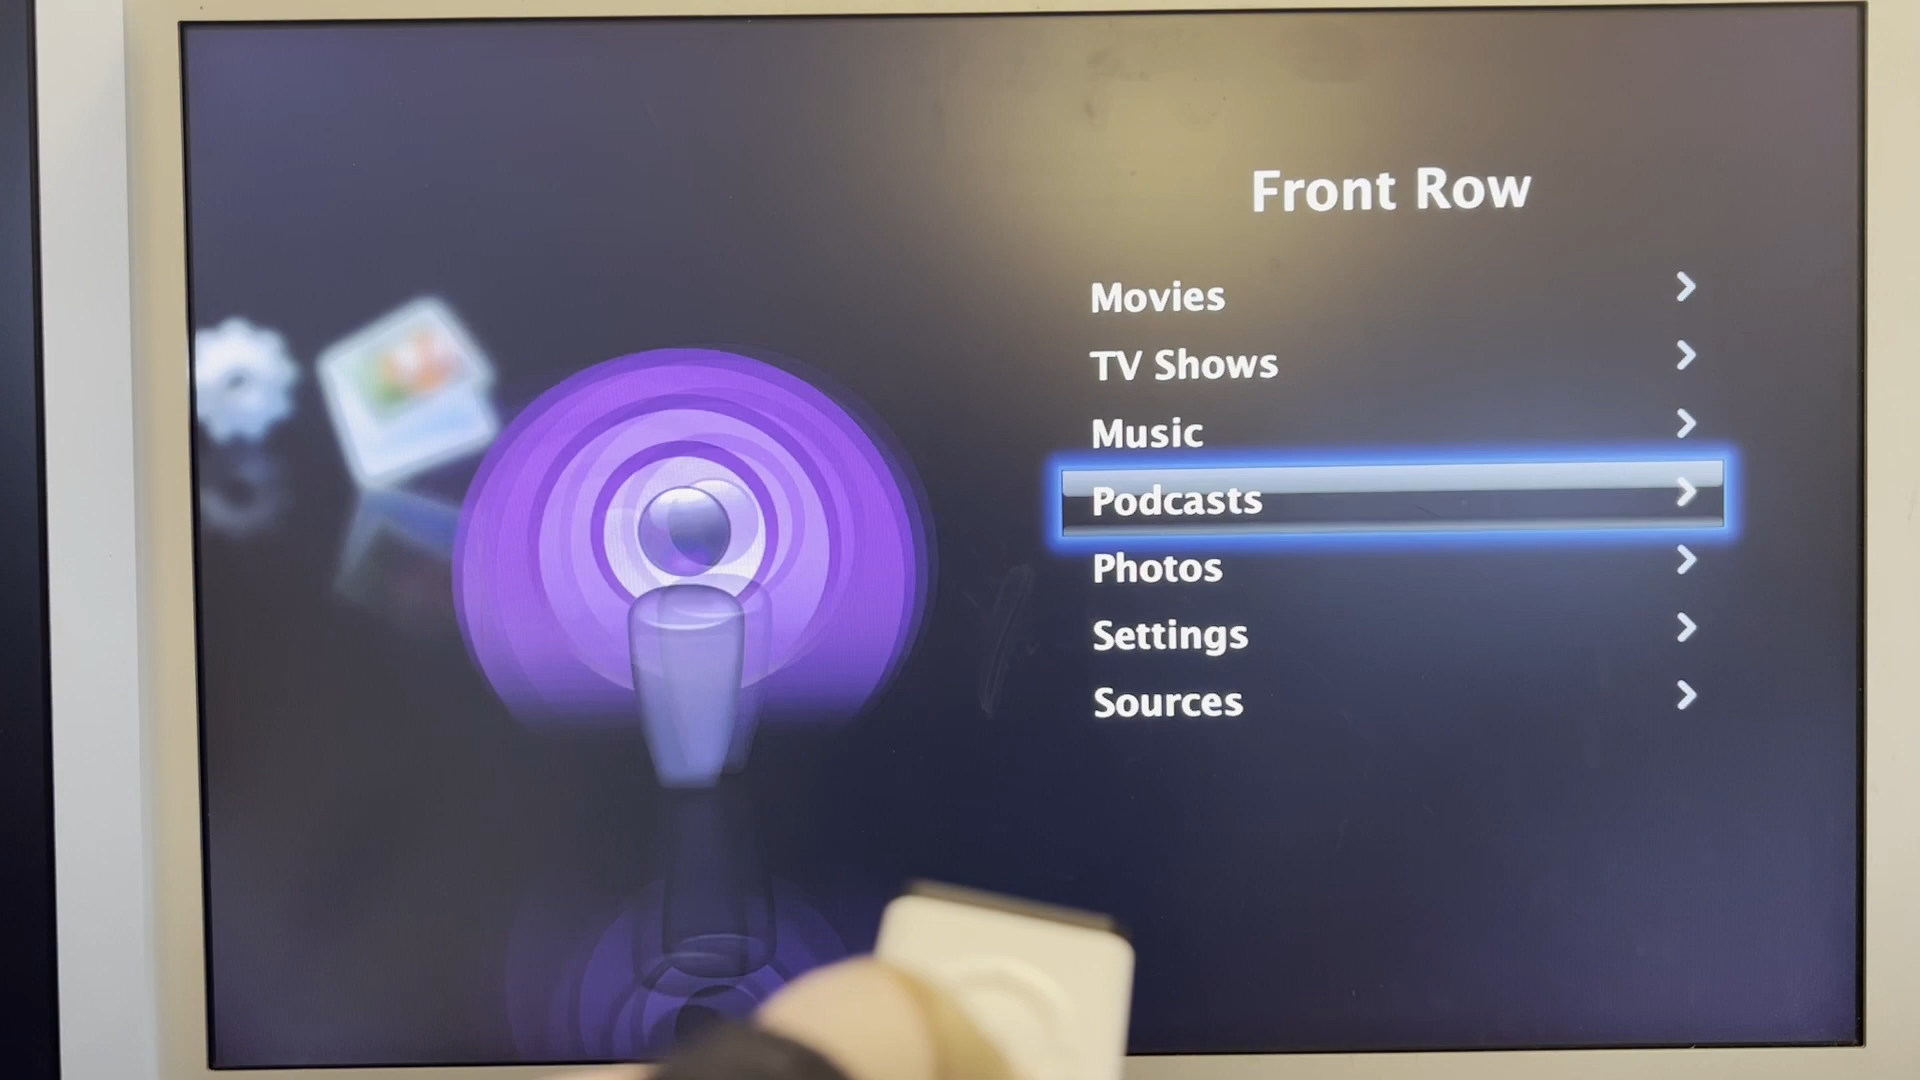 Front Row
Movies
TV Shows
Music
Podcasts
Photos
Settings
Sources